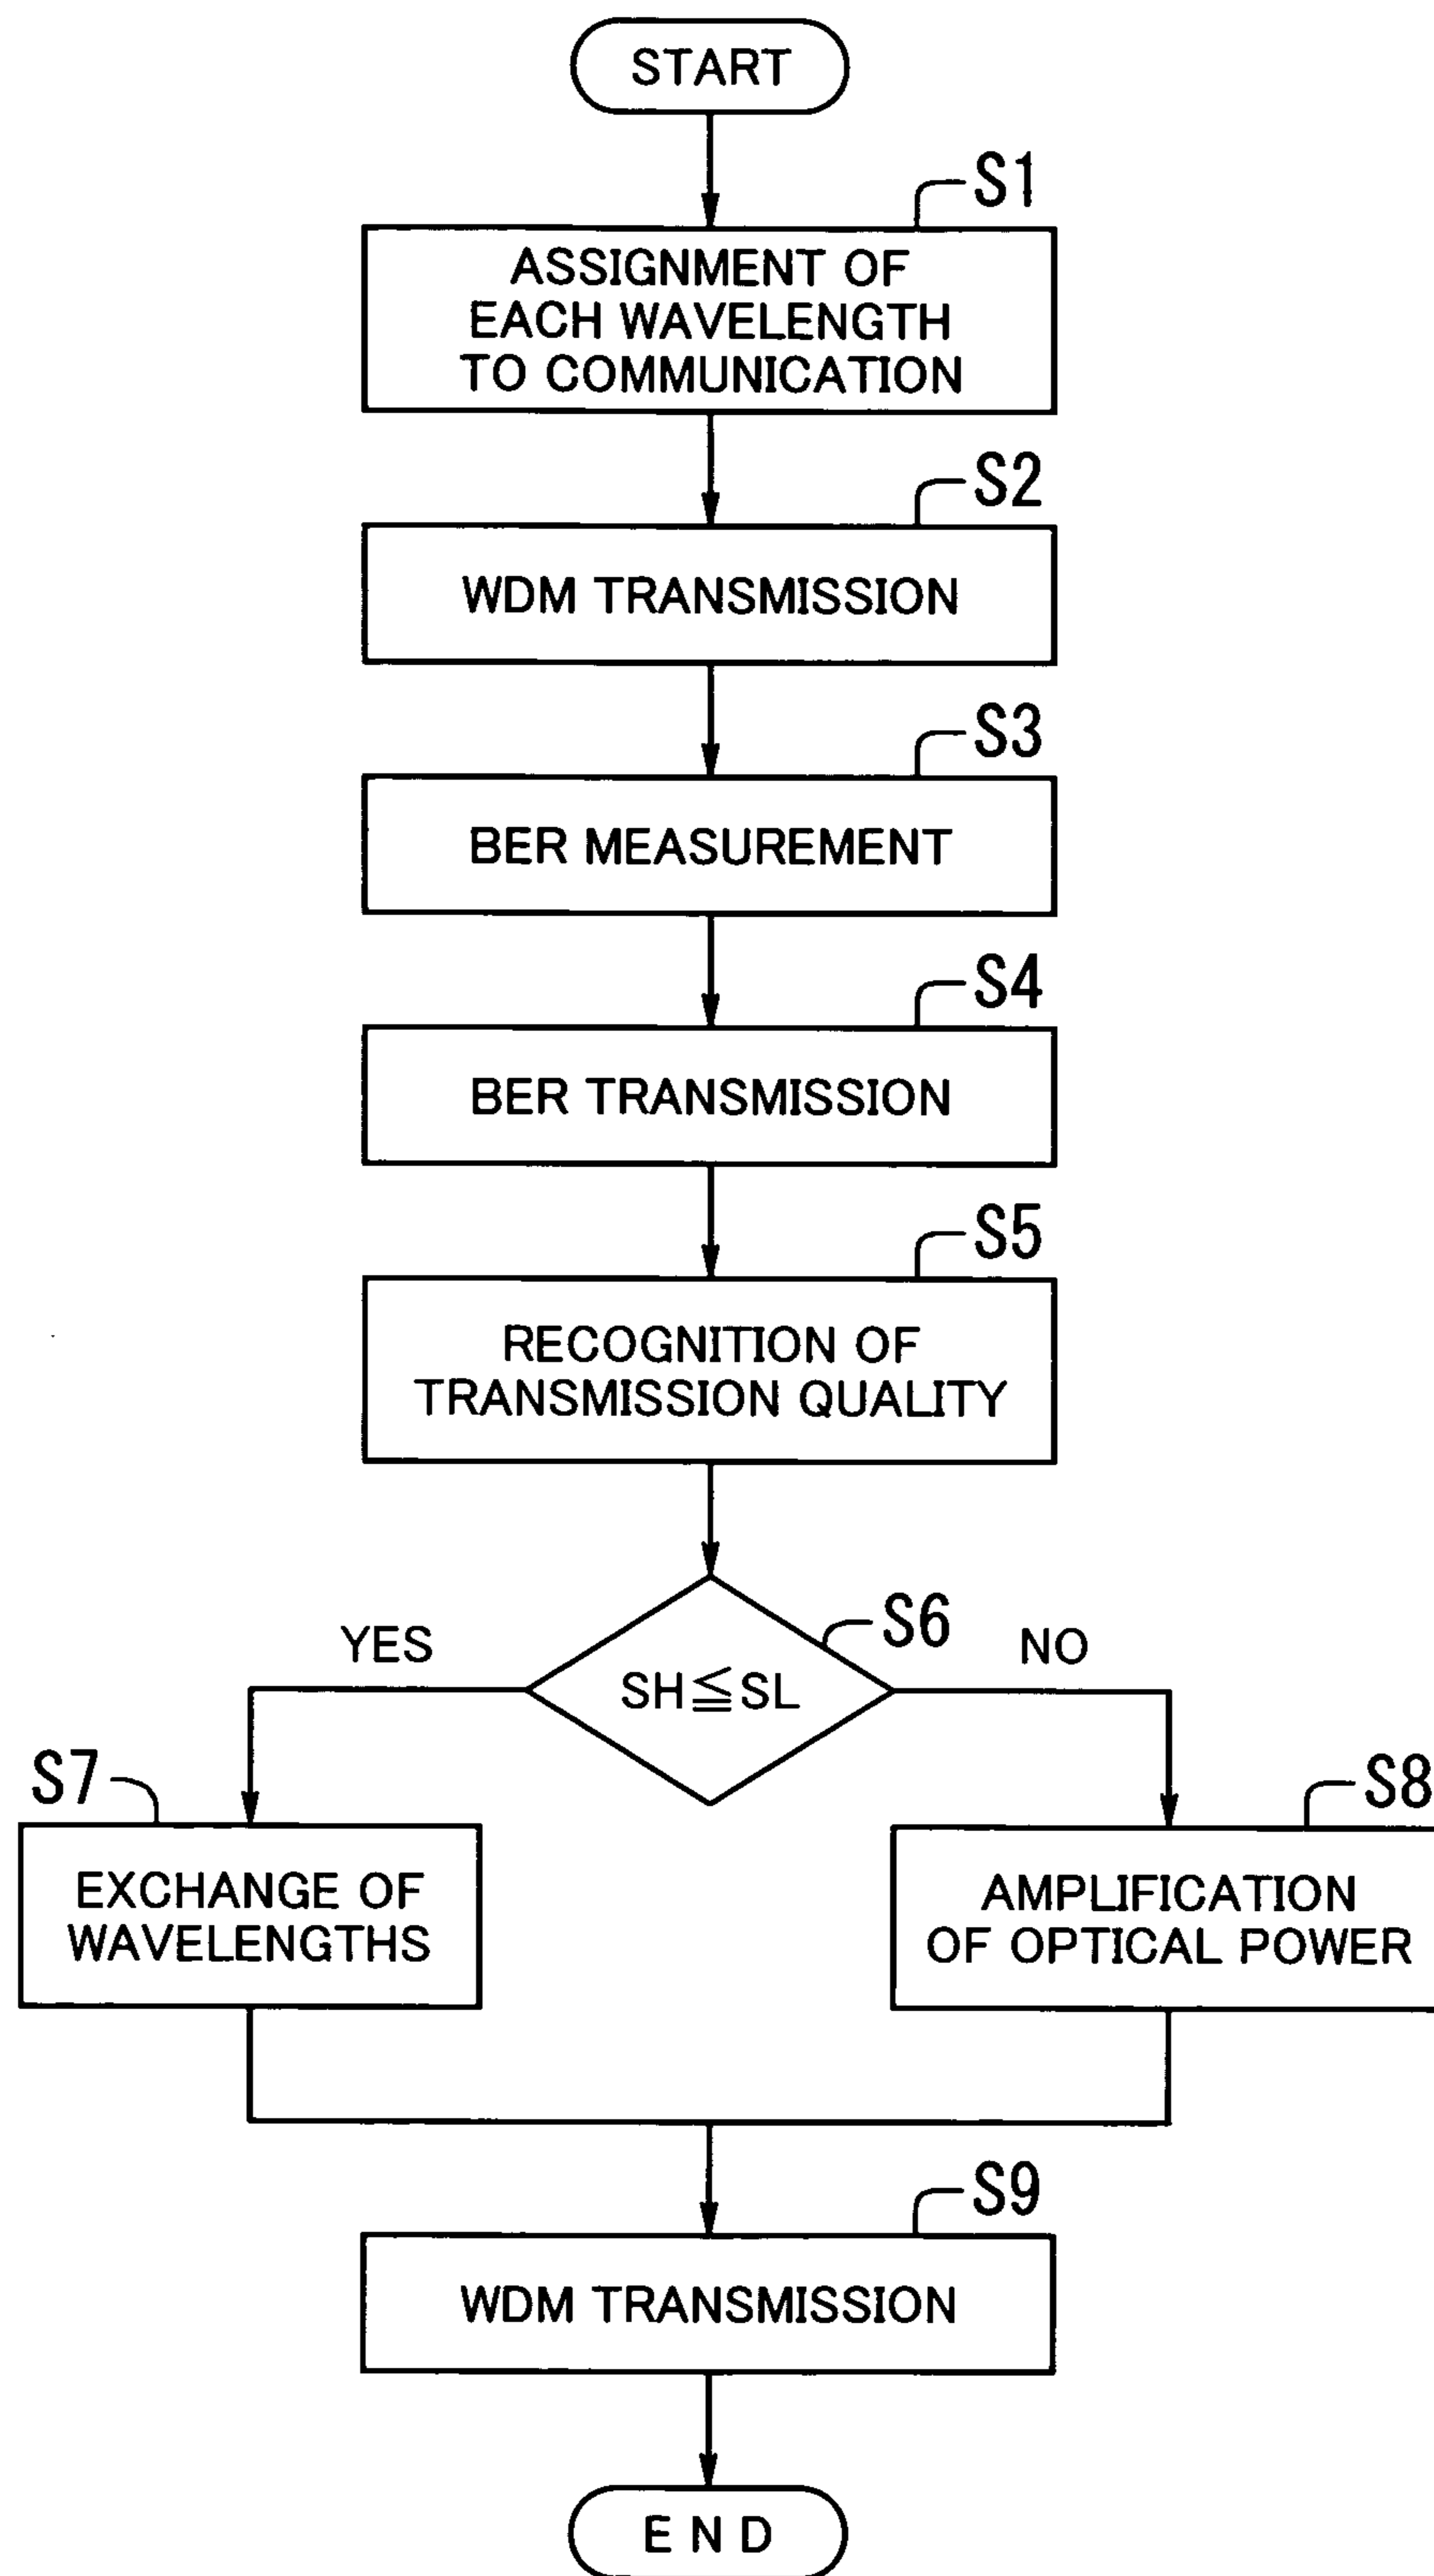 START
S1
ASSIGNMENT OF
EACH WAVELENGTH
TO COMMUNICATION
S2
WDM TRANSMISSION
S3
BER MEASUREMENT
S4
BER TRANSMISSION
S5
RECOGNITION OF
TRANSMISSION QUALITY
S6
YES
NO
SH≦SL
S7
EXCHANGE OF
WAVELENGTHS
S8
AMPLIFICATION
OF OPTICAL POWER
S9
WDM TRANSMISSION
END